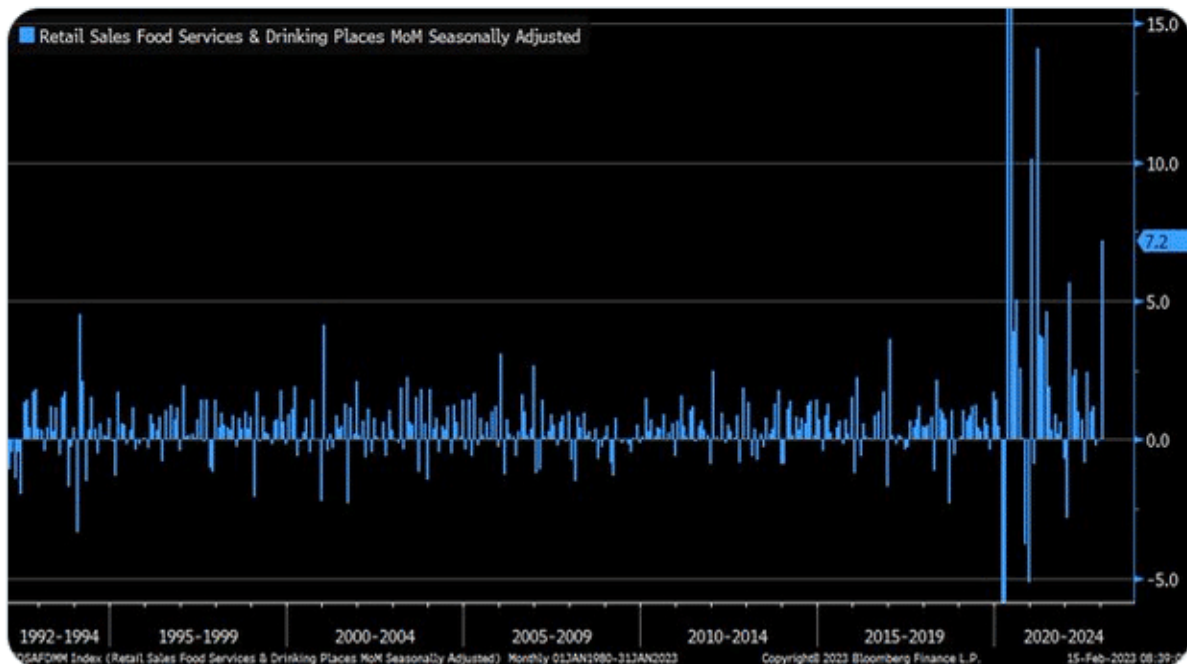 Retail Sales Food Services & Drinking Places MoM Seasonally Adjusted
15.0
10.0
7.2
5.0
0.0
-5.0
1992-1994 1995-1999 2000-2004 2005-2009 2010-2014 2015-2019 2020-2024
Index (Retail Sales Food Services & Drinking Places MoM Seasonally Adjusted) Monthly 01JAN1980-31JAN2023 Copyright© 2023 Bloomberg Finance L.P. 15-Feb-2023